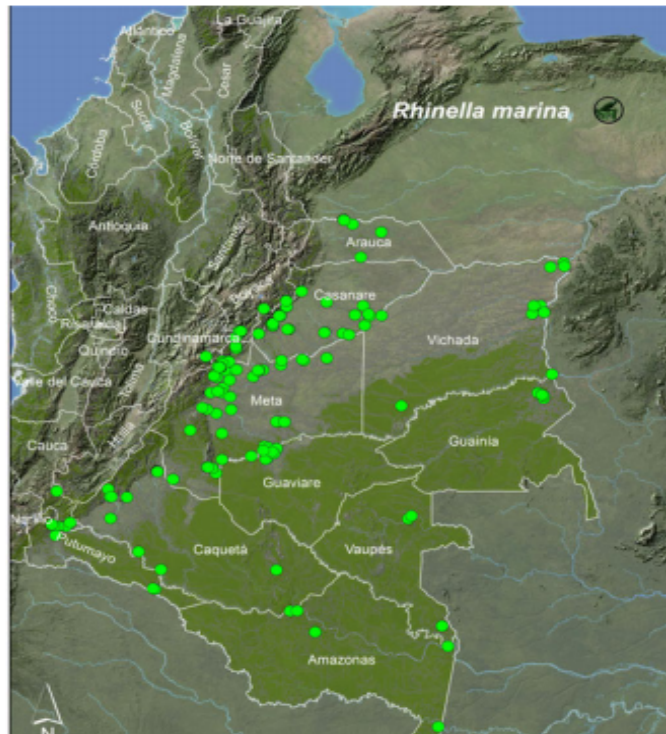 La Guajira
Atlántico
Magdalena
Cesar
Rhinella marina
Sucre
Bolívar
Córdoba
Norte de Santander
Antioquia
Santander
Arauca
Boyacá
Casanare
Chocó
Caldas
Risaralda
Cundinamarca
Vichada
Quindio
Valle del Cauca
Tolima
Meta
Huila
Cauca
Guainía
Guaviare
Nariño
Putumayo
Caquetá
Vaupés
Amazonas
N